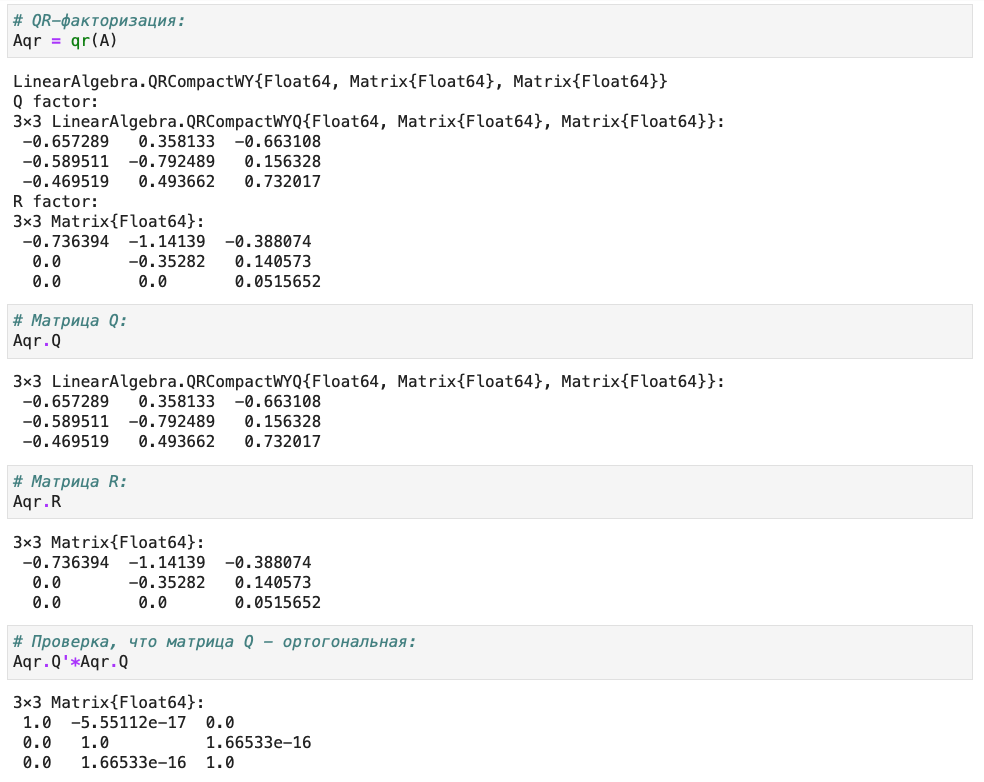 # QR-факторизация:
Aqr = qr(A)
LinearAlgebra.QRCompactWY{Float64, Matrix{Float64}, Matrix{Float64}}
Q factor:
3×3 LinearAlgebra.QRCompactWYQ{Float64, Matrix{Float64}, Matrix{Float64}}:
 −0.657289   0.358133  −0.663108
 −0.589511  −0.792489   0.156328
 −0.469519   0.493662   0.732017
R factor:
3×3 Matrix{Float64}:
 −0.736394  −1.14139  −0.388074
  0.0       −0.35282   0.140573
  0.0        0.0       0.0515652
# Матрица Q:
Aqr.Q
3×3 LinearAlgebra.QRCompactWYQ{Float64, Matrix{Float64}, Matrix{Float64}}:
 −0.657289   0.358133  −0.663108
 −0.589511  −0.792489   0.156328
 −0.469519   0.493662   0.732017
# Матрица R:
Aqr.R
3×3 Matrix{Float64}:
 −0.736394  −1.14139  −0.388074
  0.0       −0.35282   0.140573
  0.0        0.0       0.0515652
# Проверка, что матрица Q − ортогональная:
Aqr.Q'*Aqr.Q
3×3 Matrix{Float64}:
 1.0  −5.55112e−17  0.0
 0.0   1.0          1.66533e−16
 0.0   1.66533e−16  1.0